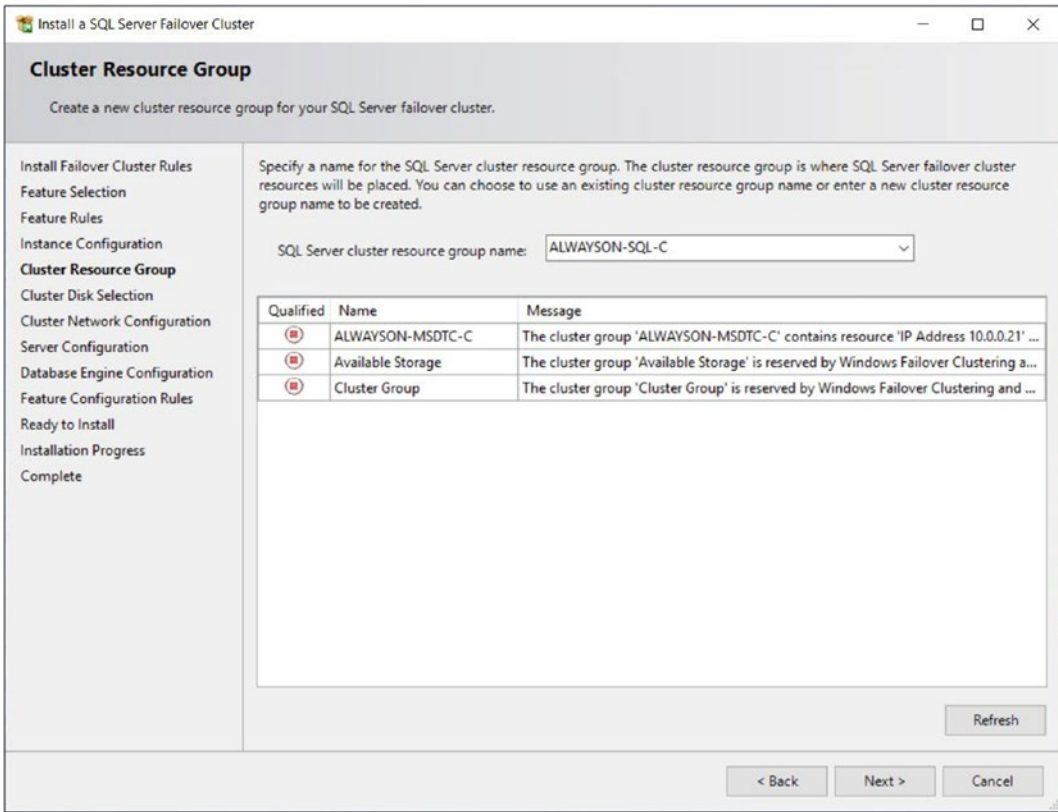 Install a SQL Server Failover Cluster
Cluster Resource Group
Create a new cluster resource group for your SQL Server failover cluster.
Install Failover Cluster Rules
Feature Selection
Feature Rules
Instance Configuration
Cluster Resource Group
Cluster Disk Selection
Cluster Network Configuration
Server Configuration
Database Engine Configuration
Feature Configuration Rules
Ready to Install
Installation Progress
Complete
Specify a name for the SQL Server cluster resource group. The cluster resource group is where SQL Server failover cluster
resources will be placed. You can choose to use an existing cluster resource group name or enter a new cluster resource
group name to be created.
SQL Server cluster resource group name: ALWAYSON-SQL-C
Qualified Name Message
ALWAYSON-MSDTC-C The cluster group 'ALWAYSON-MSDTC-C' contains resource 'IP Address 10.0.0.21' ...
Available Storage The cluster group 'Available Storage' is reserved by Windows Failover Clustering a...
Cluster Group The cluster group 'Cluster Group' is reserved by Windows Failover Clustering and ...
Refresh
< Back Next > Cancel